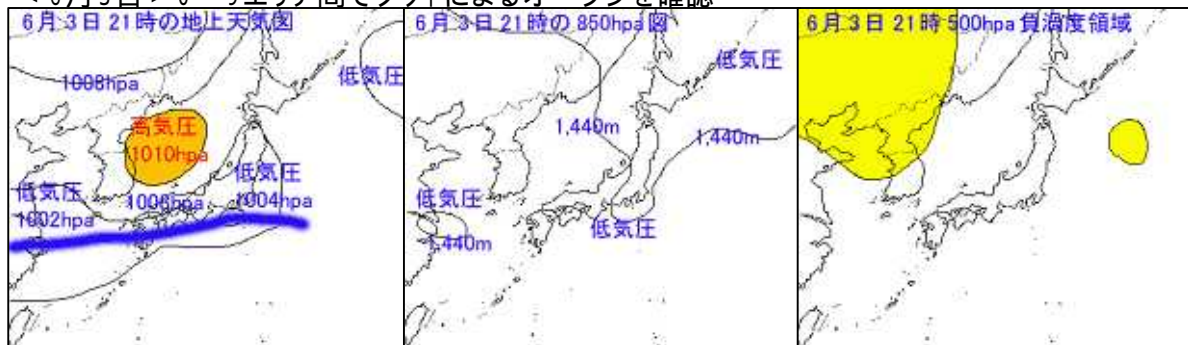 6月3日21時の地上天気図
低気圧
1008hpa
高気圧
1010hpa
低気圧
低気圧
1006hpa
1004hpa
1002hpa
6月3日21時の850hpa図
低気圧
1,440m
1,440m
低気圧
低気圧
1,440m
6月3日21時500hpa負渦度領域